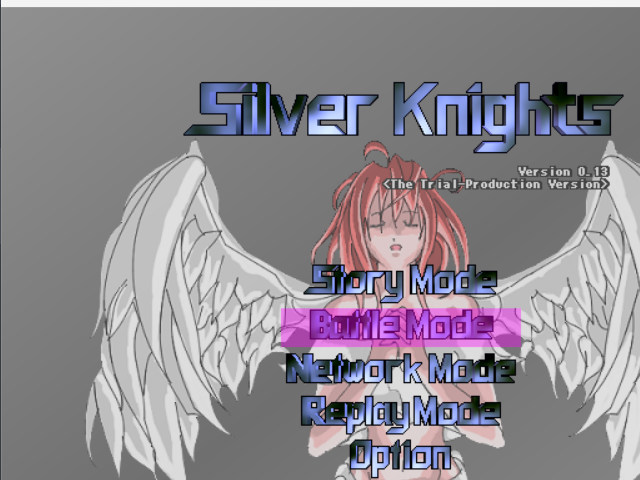 Silver Knights
Version 0.13
<The Trial-Production Version>
Story Mode
Battle Mode
Network Mode
Replay Mode
Option